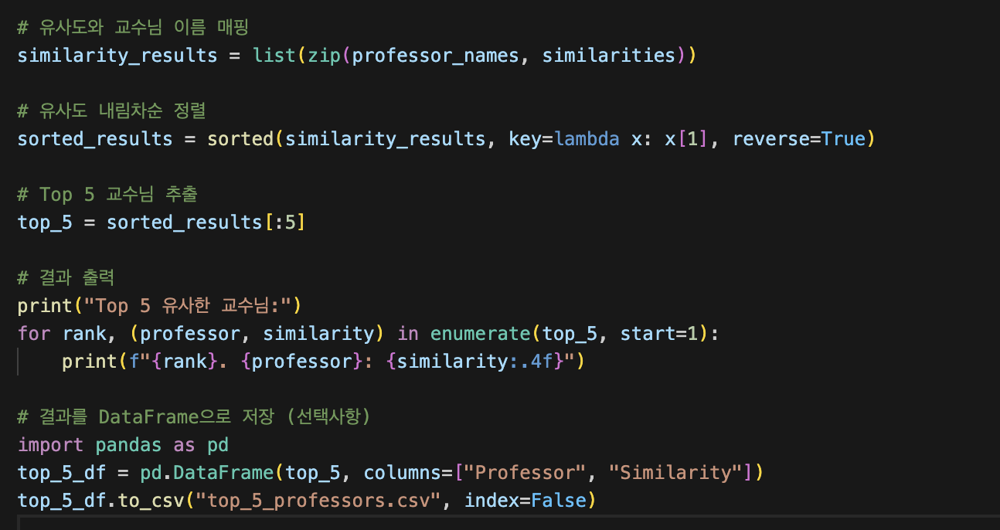 # 유사도와 교수님 이름 매핑
similarity_results = list(zip(professor_names, similarities))
# 유사도 내림차순 정렬
sorted_results = sorted(similarity_results, key=lambda x: x[1], reverse=True)
# Top 5 교수님 추출
top_5 = sorted_results[:5]
# 결과 출력
print("Top 5 유사한 교수님:")
for rank, (professor, similarity) in enumerate(top_5, start=1):
    print(f"{rank}. {professor}: {similarity:.4f}")
# 결과를 DataFrame으로 저장 (선택사항)
import pandas as pd
top_5_df = pd.DataFrame(top_5, columns=["Professor", "Similarity"])
top_5_df.to_csv("top_5_professors.csv", index=False)